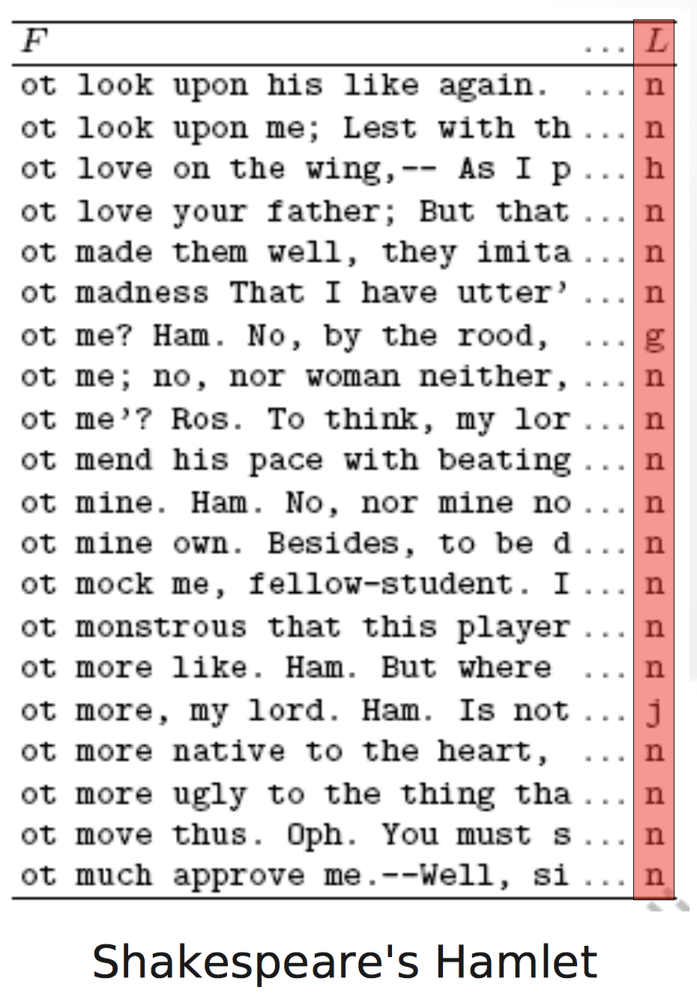 F ... L
ot look upon his like again. ... n
ot look upon me; Lest with th ... n
ot love on the wing,-- As I p ... h
ot love your father; But that ... n
ot made them well, they imita ... n
ot madness That I have utter’ ... n
ot me? Ham. No, by the rood, ... g
ot me; no, nor woman neither, ... n
ot me’? Ros. To think, my lor ... n
ot mend his pace with beating ... n
ot mine. Ham. No, nor mine no ... n
ot mine own. Besides, to be d ... n
ot mock me, fellow-student. I ... n
ot monstrous that this player ... n
ot more like. Ham. But where ... n
ot more, my lord. Ham. Is not ... j
ot more native to the heart, ... n
ot more ugly to the thing tha ... n
ot move thus. Oph. You must s ... n
ot much approve me.--Well, si ... n
Shakespeare's Hamlet